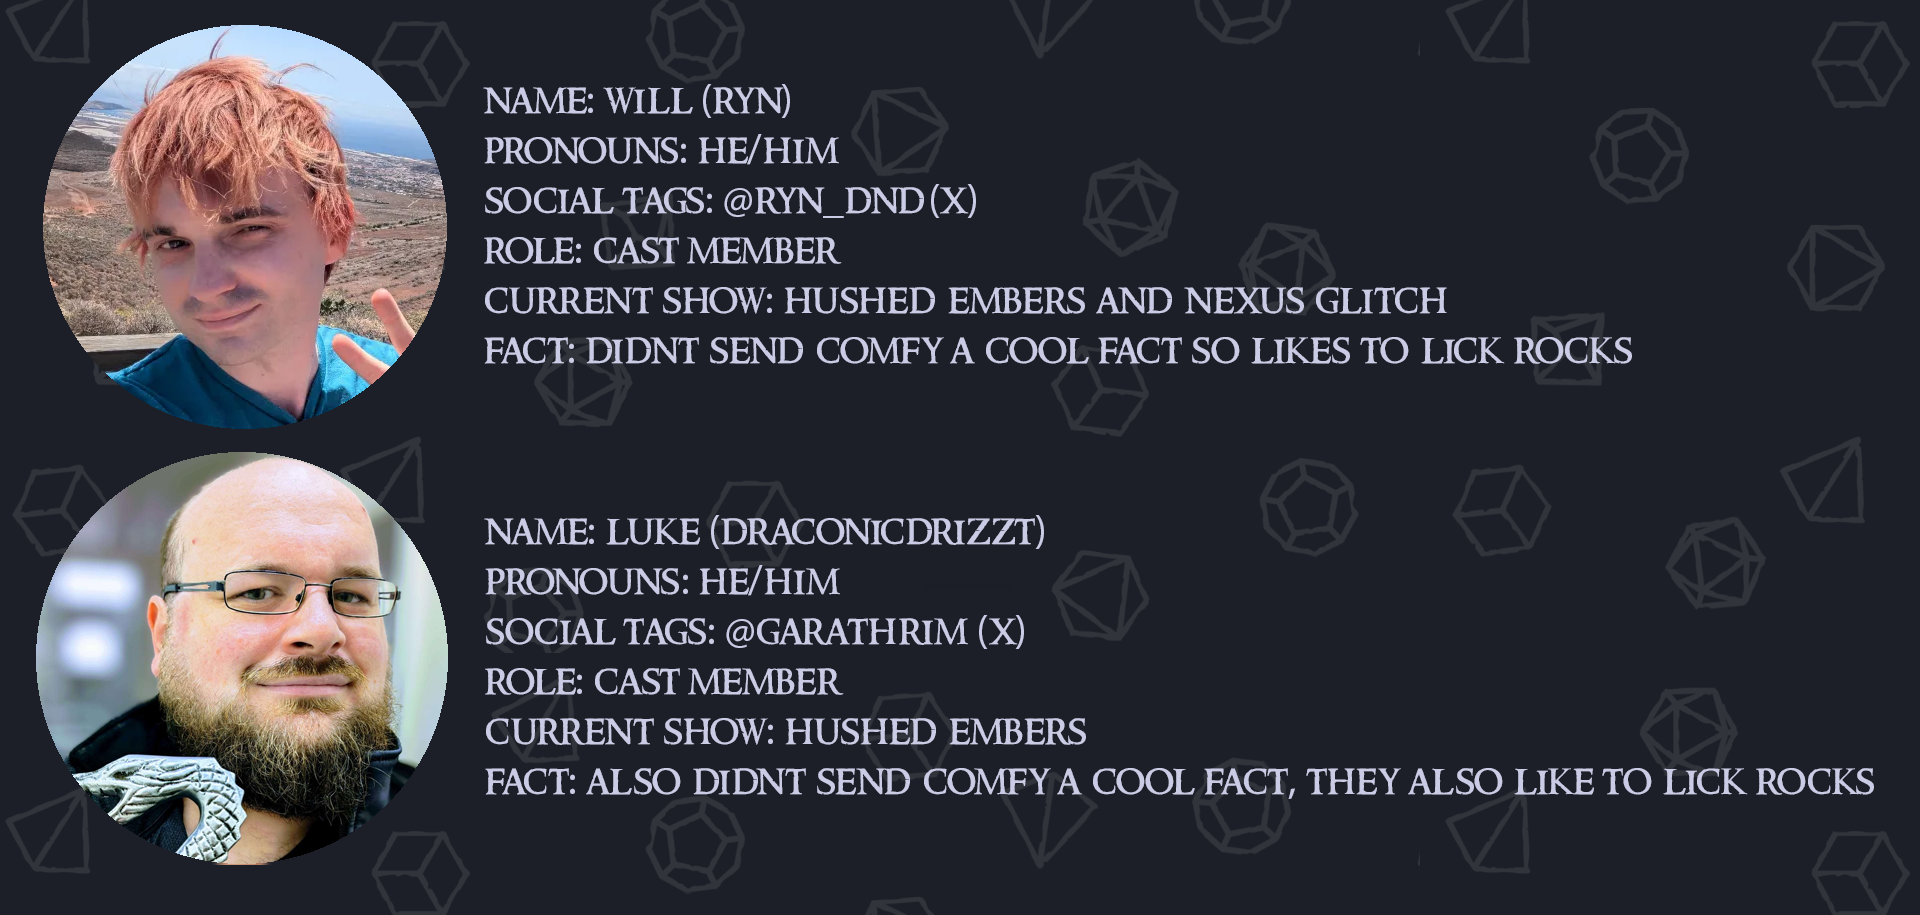 NAME: WILL (RYN)
PRONOUNS: HE/HIM
SOCIAL TAGS: @RYN_DND (X)
ROLE: CAST MEMBER
CURRENT SHOW: HUSHED EMBERS AND NEXUS GLITCH
FACT: DIDNT SEND COMFY A COOL FACT SO LIKES TO LICK ROCKS
NAME: LUKE (DRACONICDRIZZT)
PRONOUNS: HE/HIM
SOCIAL TAGS: @GARATHRIM (X)
ROLE: CAST MEMBER
CURRENT SHOW: HUSHED EMBERS
FACT: ALSO DIDNT SEND COMFY A COOL FACT, THEY ALSO LIKE TO LICK ROCKS